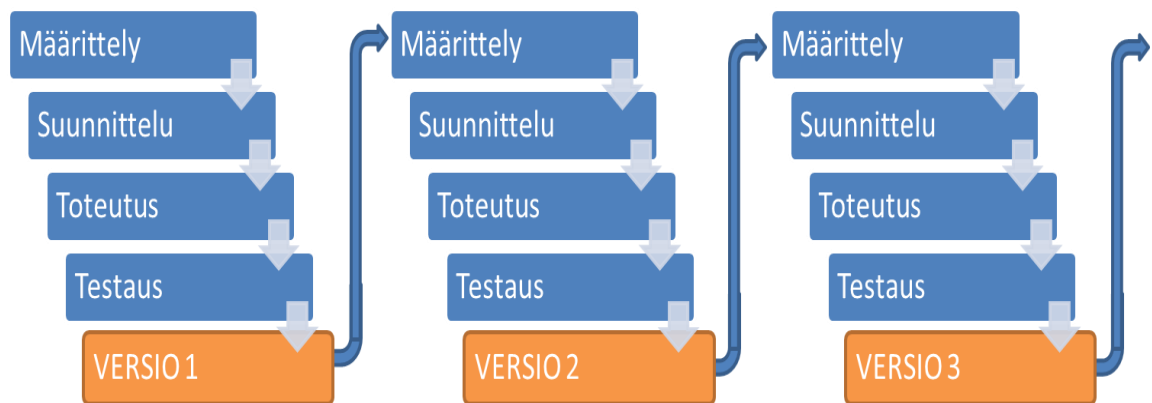 Määrittely
Suunnittelu
Toteutus
Testaus
VERSIO 1
Määrittely
Suunnittelu
Toteutus
Testaus
VERSIO 2
Määrittely
Suunnittelu
Toteutus
Testaus
VERSIO 3